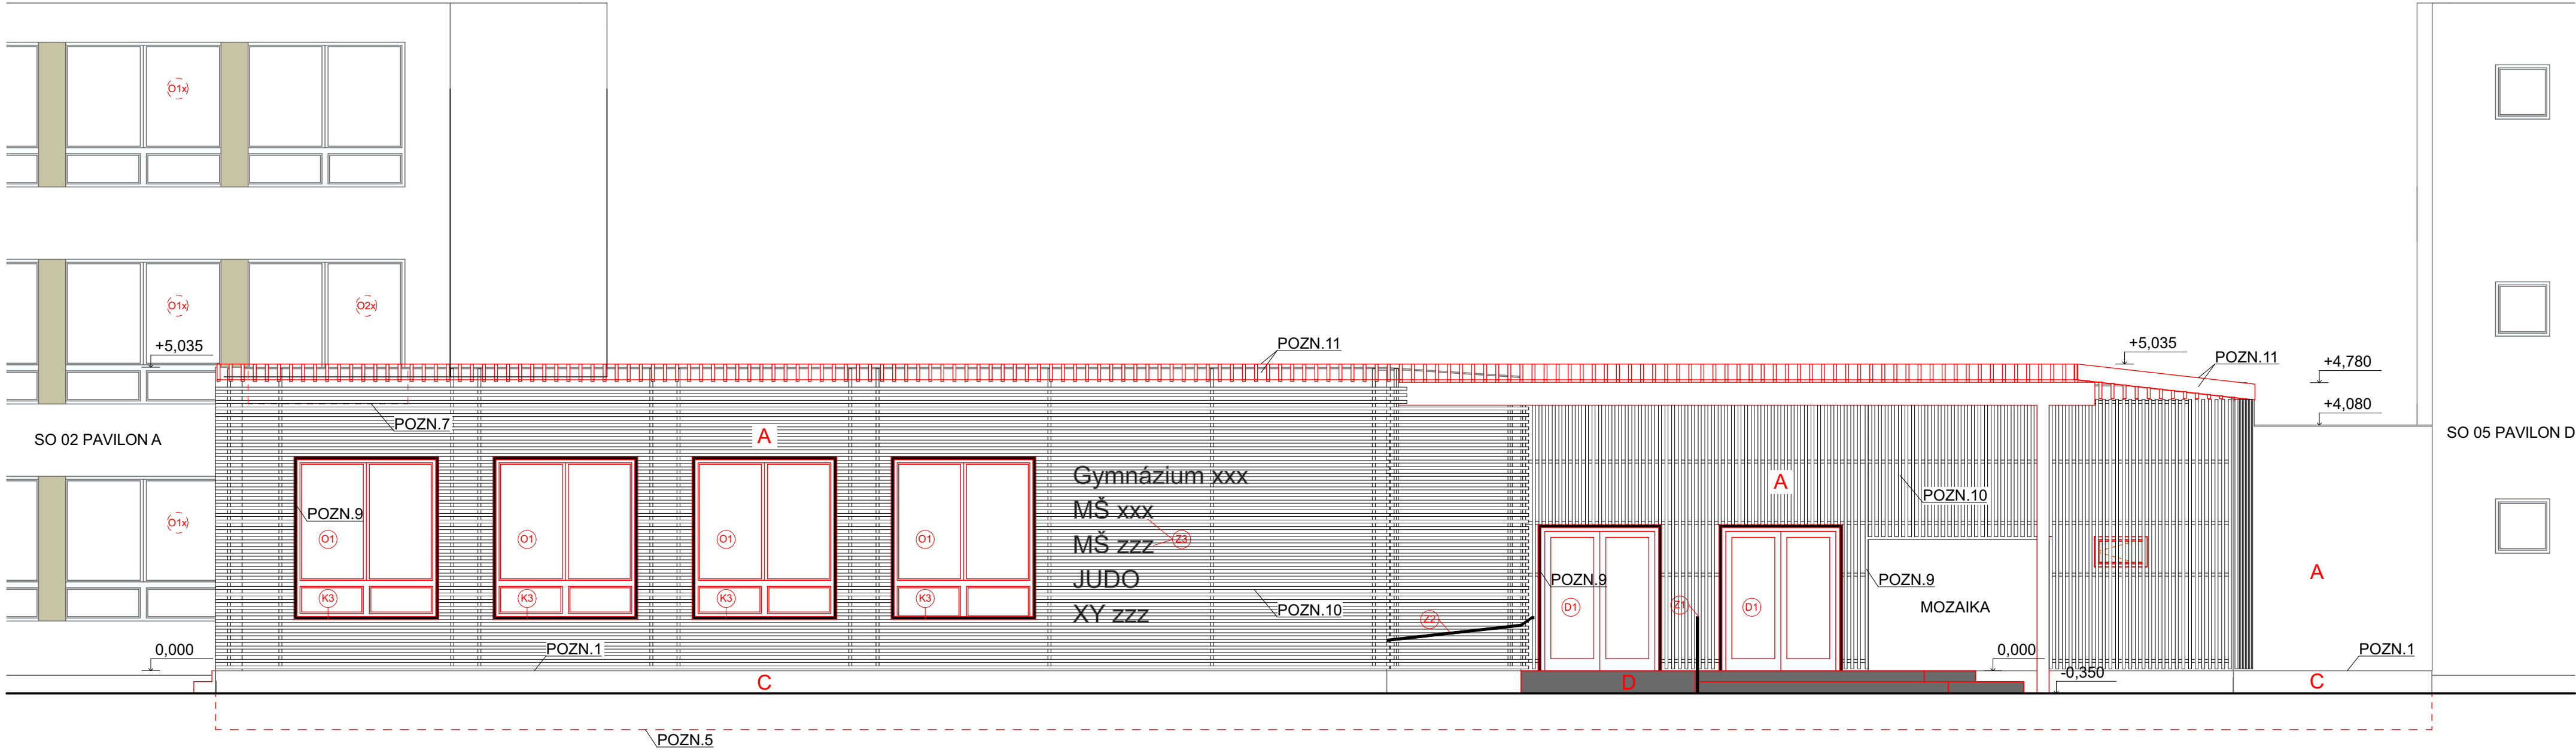 O1x
O1x
O2x
O1x
+5,035
POZN.11
+5,035
POZN.11
+4,780
+4,080
SO 02 PAVILON A
SO 05 PAVILON D
POZN.7
A
Gymnázium xxx
MŠ xxx
MŠ zzz
JUDO
XY zzz
Z3
A
POZN.10
POZN.9
O1
O1
O1
O1
K3
K3
K3
K3
POZN.10
Z2
POZN.9
D1
Z1
D1
POZN.9
MOZAIKA
A
0,000
POZN.1
0,000
POZN.1
-0,350
C
D
C
POZN.5